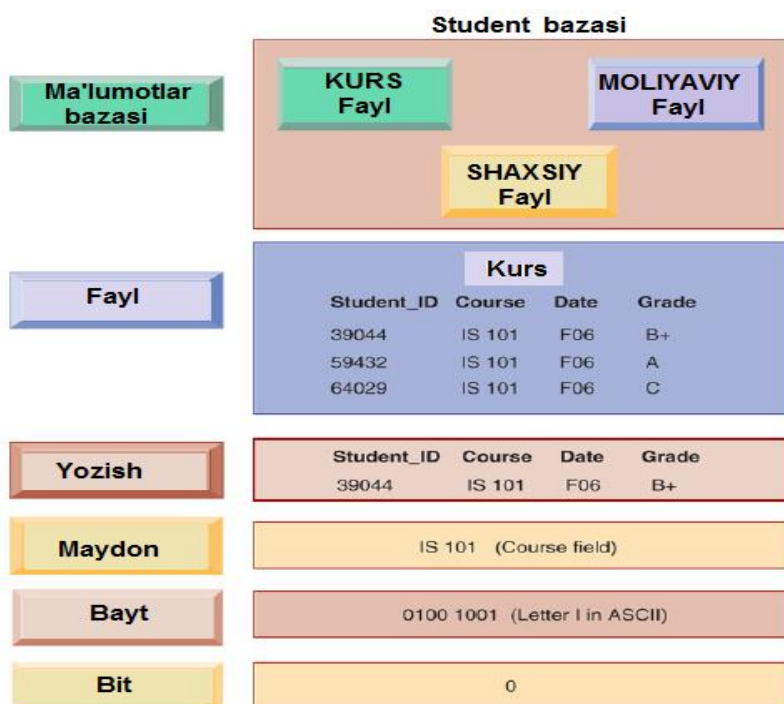 Student bazasi
Ma'lumotlar
bazasi
KURS
Fayl
MOLIYAVIY
Fayl
SHAXSIY
Fayl
Fayl
Kurs
Student_ID Course Date Grade
39044 IS 101 F06 B+
59432 IS 101 F06 A
64029 IS 101 F06 C
Yozish
Student_ID Course Date Grade
39044 IS 101 F06 B+
Maydon
IS 101 (Course field)
Bayt
0100 1001 (Letter I in ASCII)
Bit
0